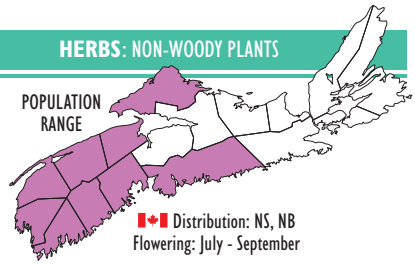 HERBS: NON-WOODY PLANTS
POPULATION
RANGE
Distribution: NS, NB
Flowering: July - September